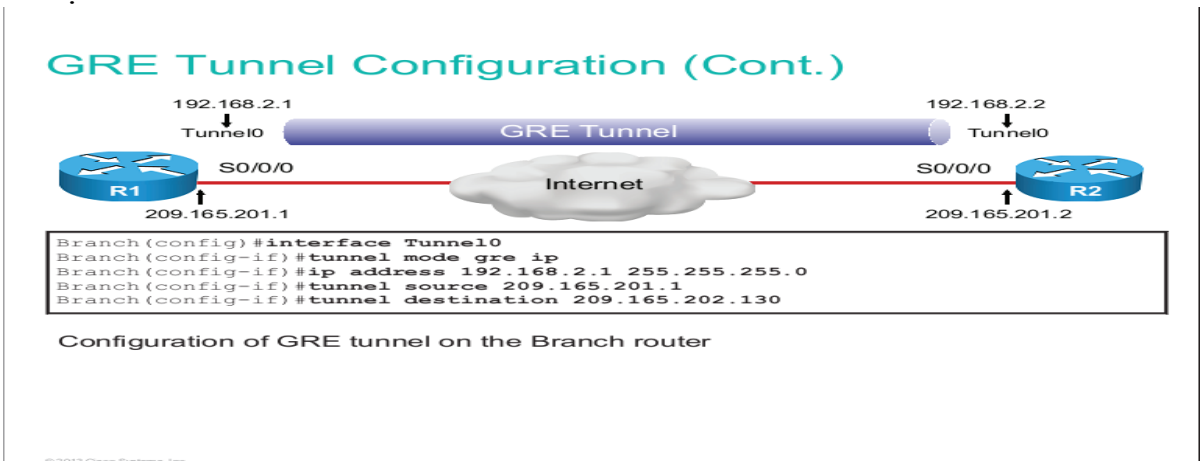 GRE Tunnel Configuration (Cont.)
192.168.2.1
192.168.2.2
Tunnel0
GRE Tunnel
Tunnel0
S0/0/0
S0/0/0
Internet
R1
R2
209.165.201.1
209.165.201.2
Branch(config)#interface Tunnel0
Branch(config-if)#tunnel mode gre ip
Branch(config-if)#ip address 192.168.2.1 255.255.255.0
Branch(config-if)#tunnel source 209.165.201.1
Branch(config-if)#tunnel destination 209.165.202.130
Configuration of GRE tunnel on the Branch router